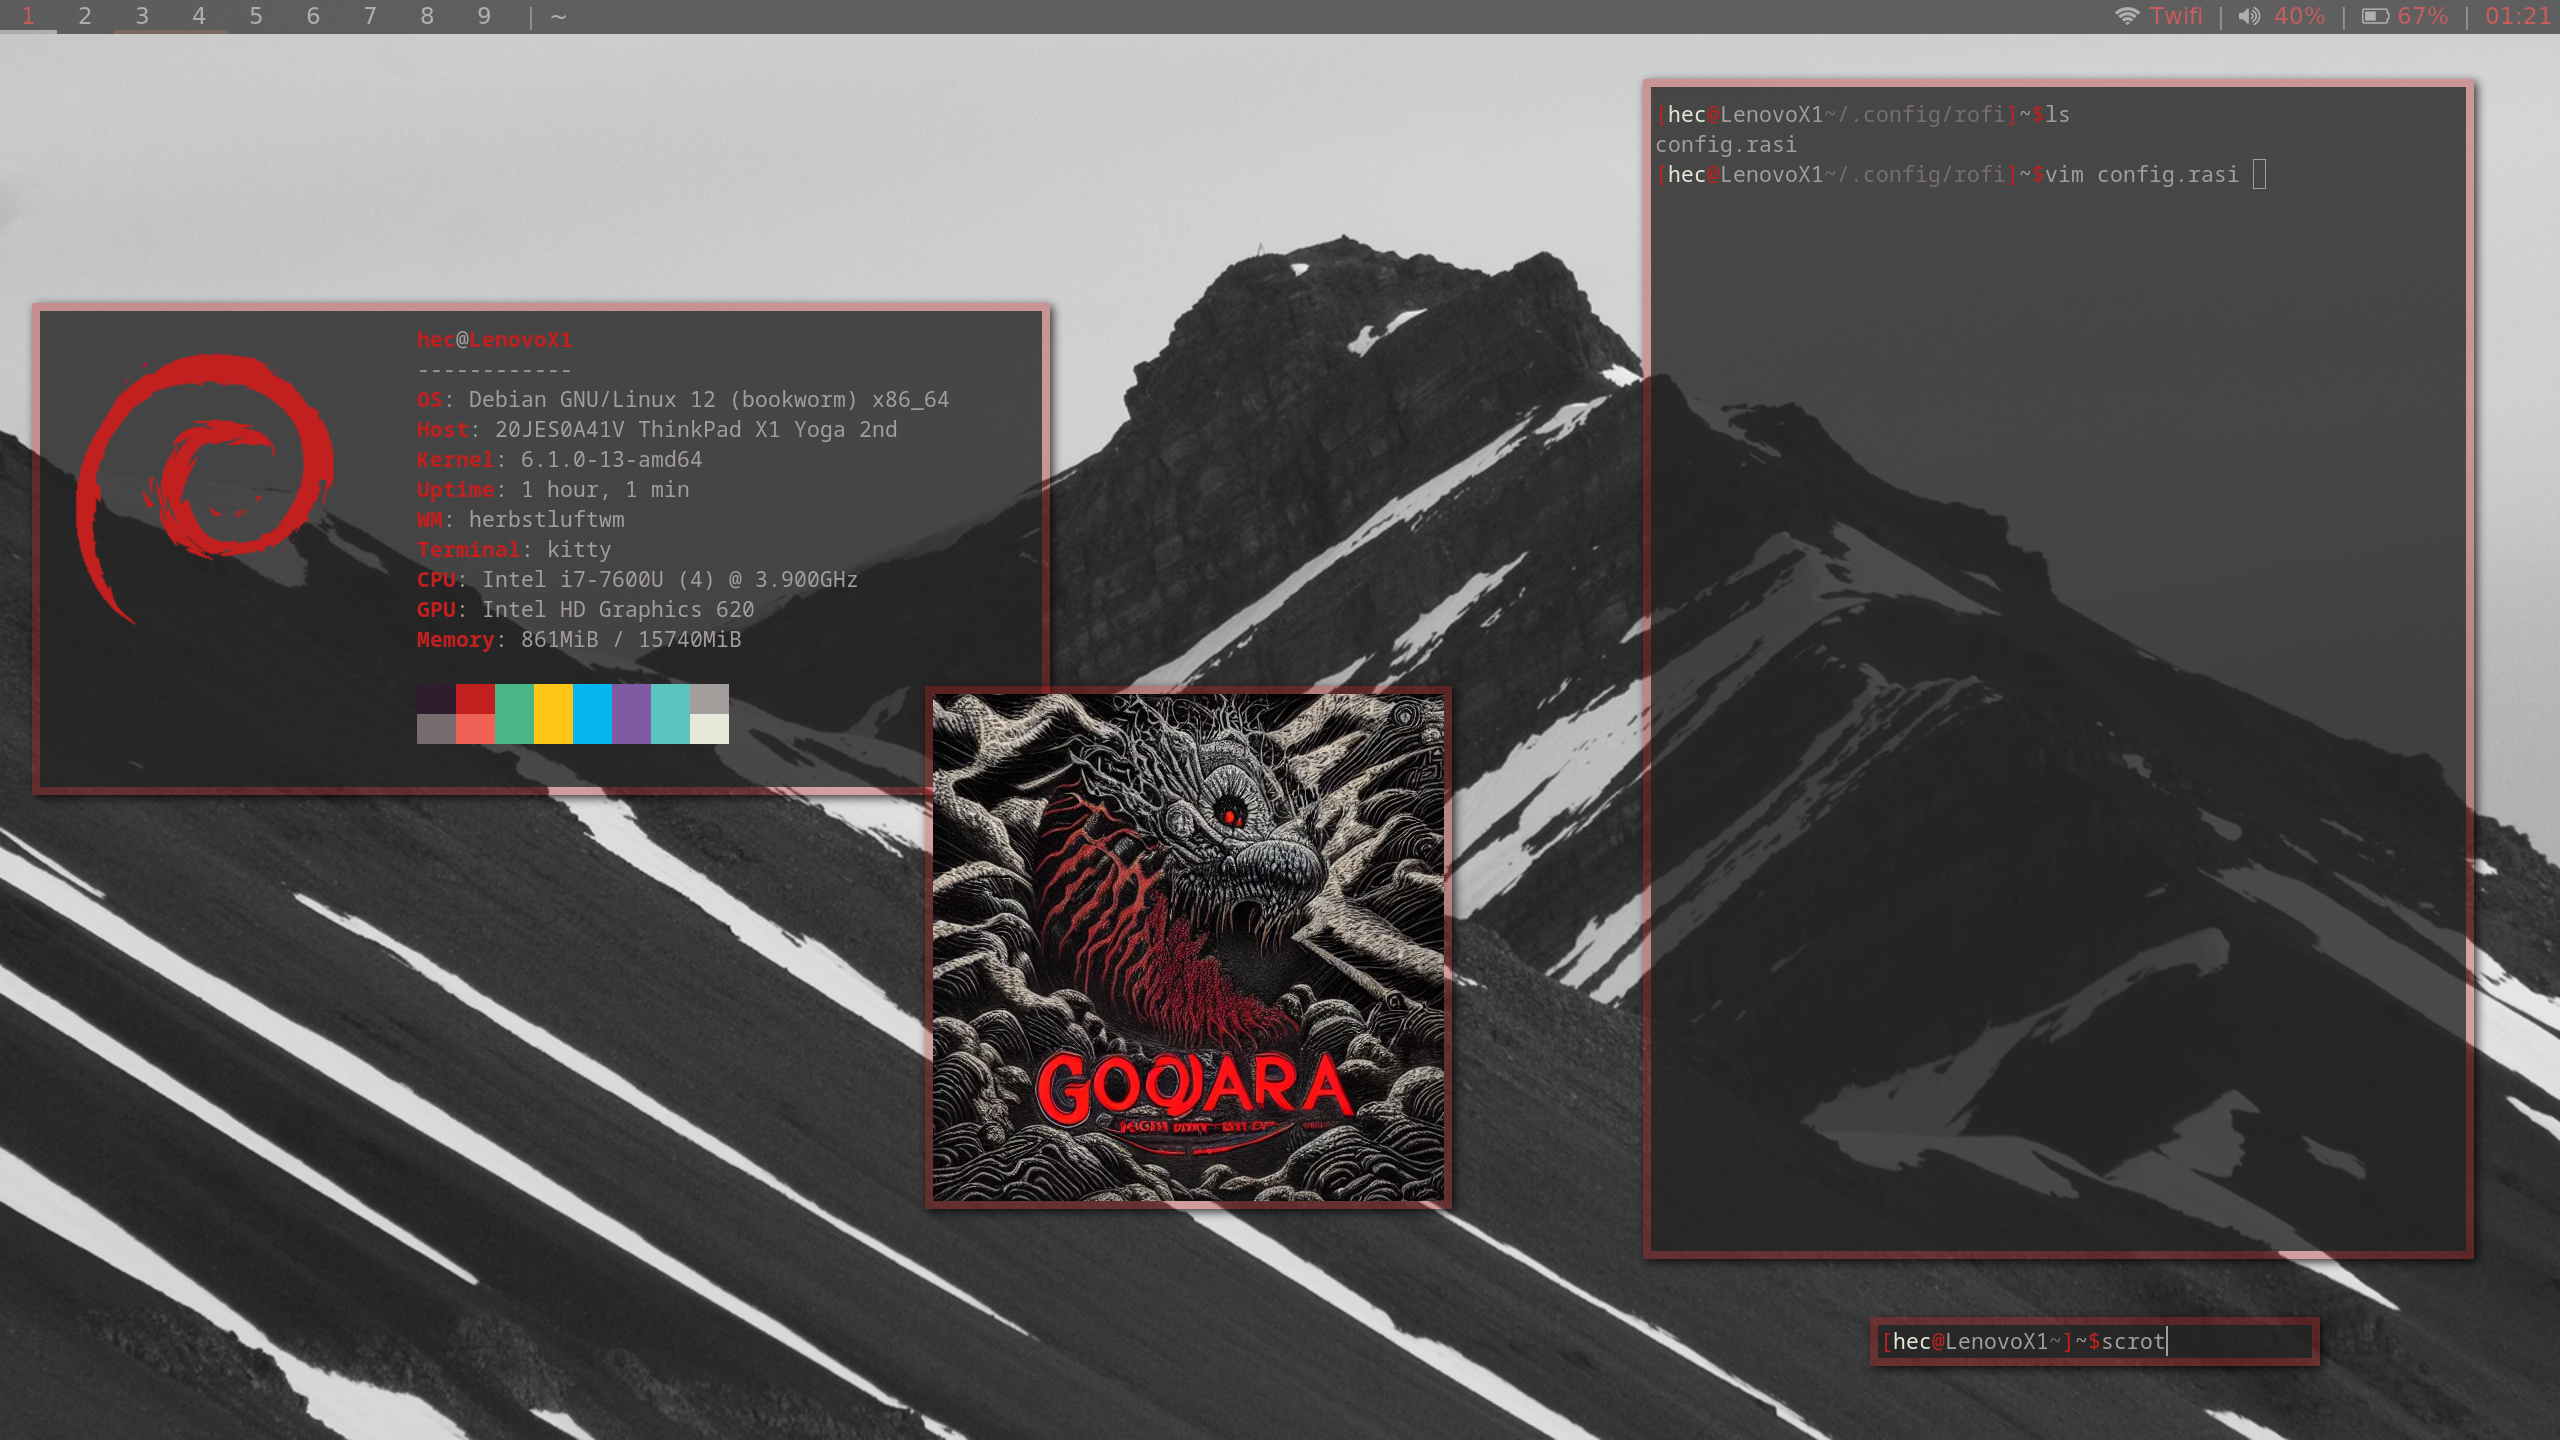 1 2 3 4 5 6 7 8 9 | ~
Twifi | 40% | 67% | 01:21
[hec@LenovoX1~/.config/rofi]~$ls
config.rasi
[hec@LenovoX1~/.config/rofi]~$vim config.rasi
hec@LenovoX1
------------
OS: Debian GNU/Linux 12 (bookworm) x86_64
Host: 20JES0A41V ThinkPad X1 Yoga 2nd
Kernel: 6.1.0-13-amd64
Uptime: 1 hour, 1 min
WM: herbstluftwm
Terminal: kitty
CPU: Intel i7-7600U (4) @ 3.900GHz
GPU: Intel HD Graphics 620
Memory: 861MiB / 15740MiB
[hec@LenovoX1~]~$scrot